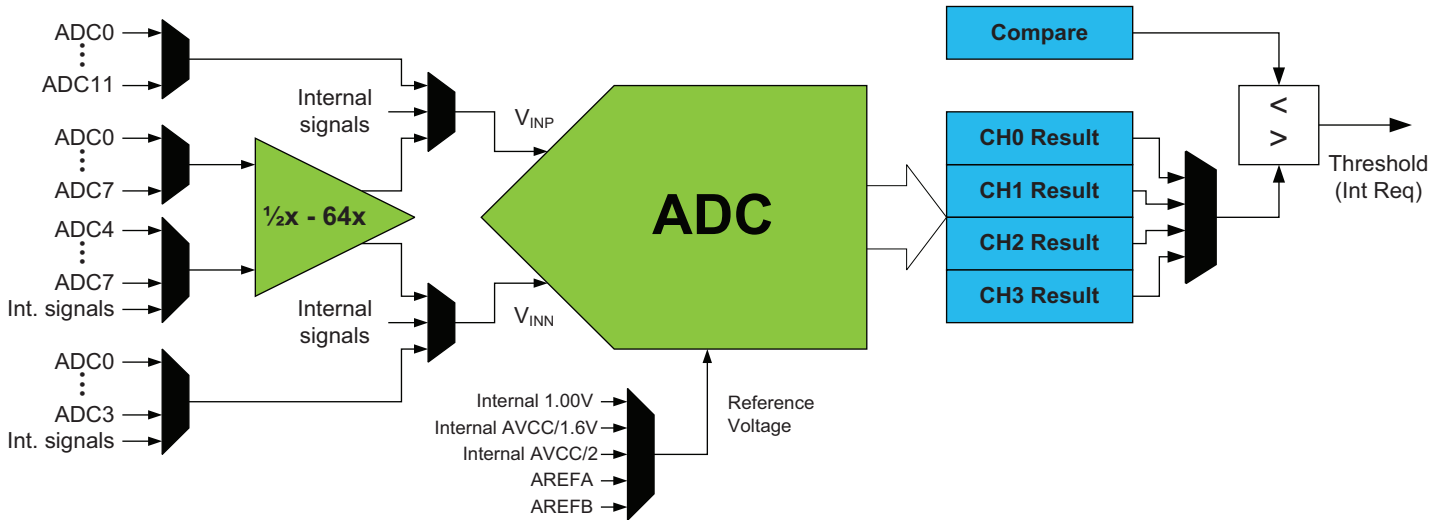 ADC0
ADC11
ADC0
ADC7
ADC4
ADC7
Int. signals
ADC0
ADC3
Int. signals
½x - 64x
Internal
signals
Internal
signals
VINP
VINN
ADC
Internal 1.00V
Internal AVCC/1.6V
Internal AVCC/2
AREFA
AREFB
Reference
Voltage
Compare
CH0 Result
CH1 Result
CH2 Result
CH3 Result
<
>
Threshold
(Int Req)